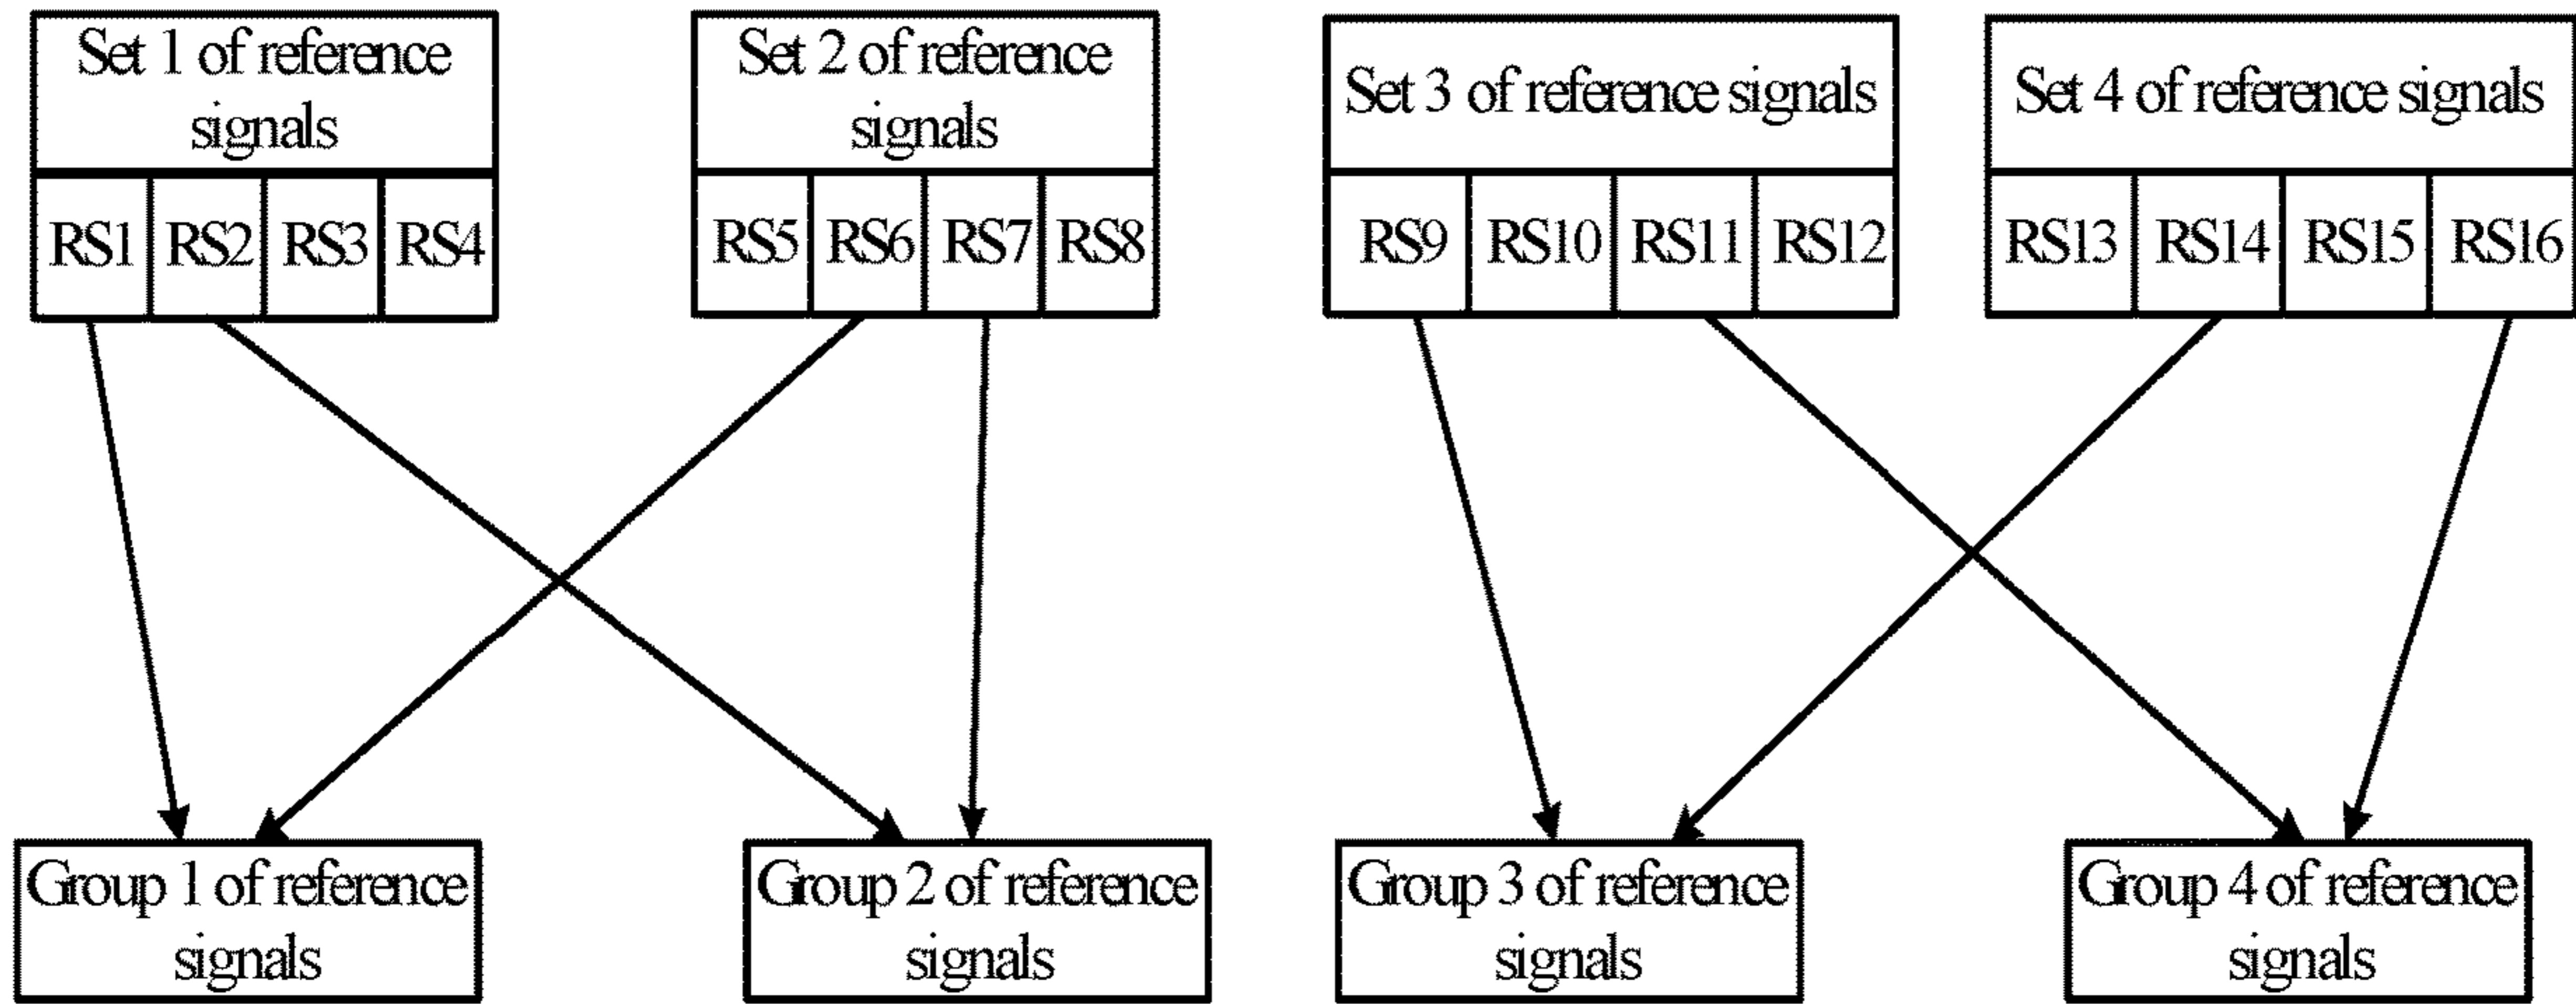 Set 1 of reference
signals
Set 2 of reference
signals
Set 3 of reference signals
Set 4 of reference signals
RS1 RS2 RS3 RS4
RS5 RS6 RS7 RS8
RS9 RS10 RS11 RS12
RS13 RS14 RS15 RS16
Group 1 of reference
signals
Group 2 of reference
signals
Group 3 of reference
signals
Group 4 of reference
signals